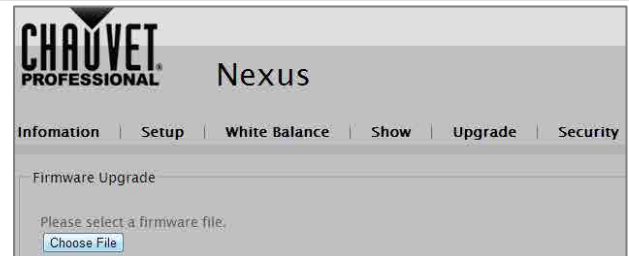 CHAUVET®
PROFESSIONAL
Nexus
Infomation | Setup | White Balance | Show | Upgrade | Security
Firmware Upgrade
Please select a firmware file.
Choose File